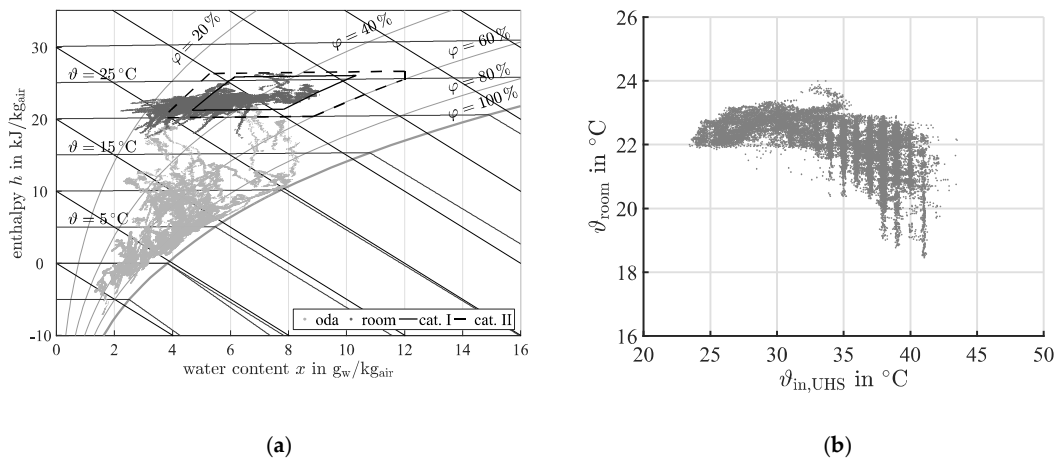 φ = 20 %
φ = 40 %
φ = 60 %
φ = 80 %
φ = 100 %
ϑ = 25 °C
ϑ = 15 °C
ϑ = 5 °C
30
20
10
0
-10
enthalpy h in kJ/kg_air
oda room cat. I cat. II
0 2 4 6 8 10 12 14 16
water content x in g_w/kg_air
(a)
26
24
22
20
18
16
ϑ_room in °C
20 25 30 35 40 45 50
ϑ_in,UHS in °C
(b)